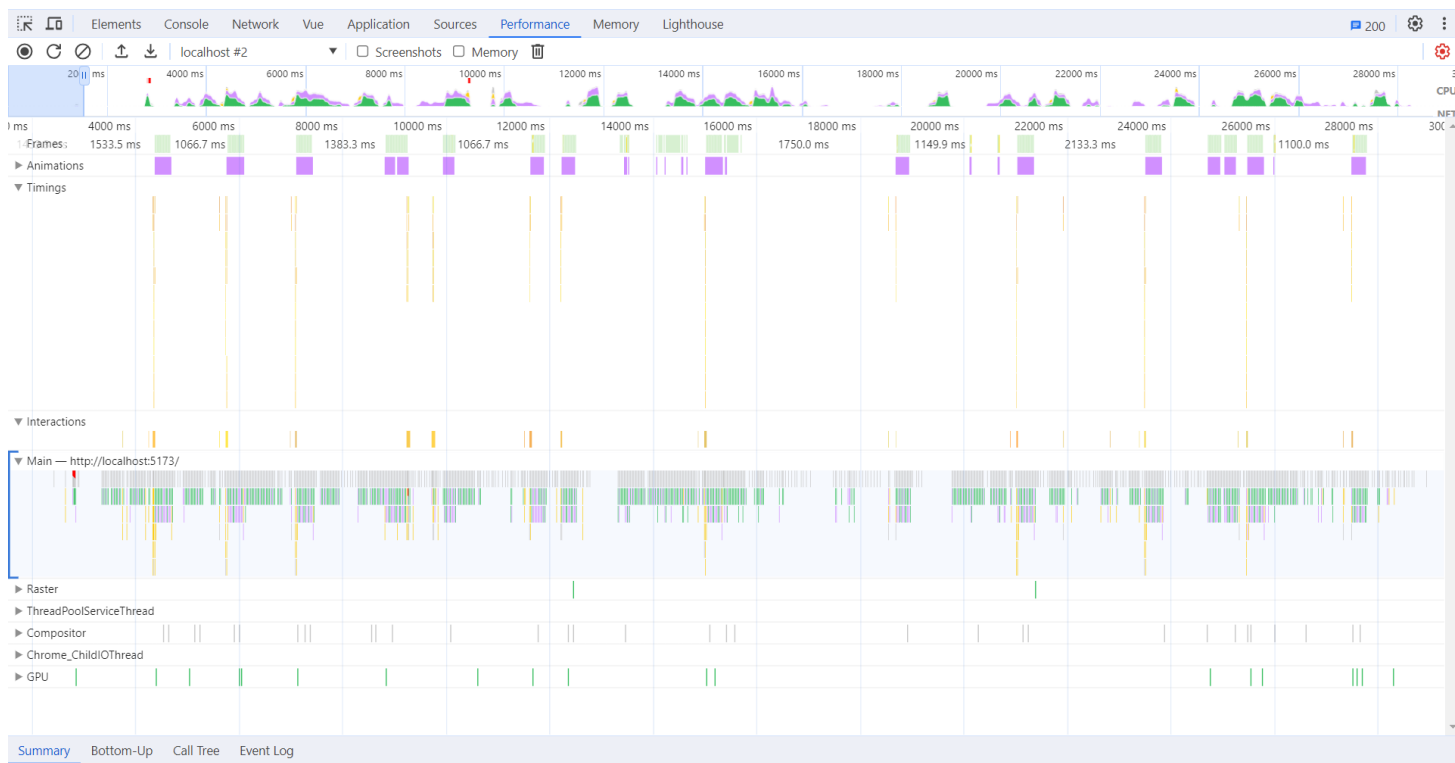 Elements Console Network Vue Application Sources Performance Memory Lighthouse 200
localhost #2 Screenshots Memory
20 ms 4000 ms 6000 ms 8000 ms 10000 ms 12000 ms 14000 ms 16000 ms 18000 ms 20000 ms 22000 ms 24000 ms 26000 ms 28000 ms
CPU
NET
ms 4000 ms 6000 ms 8000 ms 10000 ms 12000 ms 14000 ms 16000 ms 18000 ms 20000 ms 22000 ms 24000 ms 26000 ms 28000 ms 300
Frames 1533.5 ms 1066.7 ms 1383.3 ms 1066.7 ms 1750.0 ms 1149.9 ms 2133.3 ms 1100.0 ms
Animations
Timings
Interactions
Main — http://localhost:5173/
Raster
ThreadPoolServiceThread
Compositor
Chrome_ChildIOThread
GPU
Summary Bottom-Up Call Tree Event Log